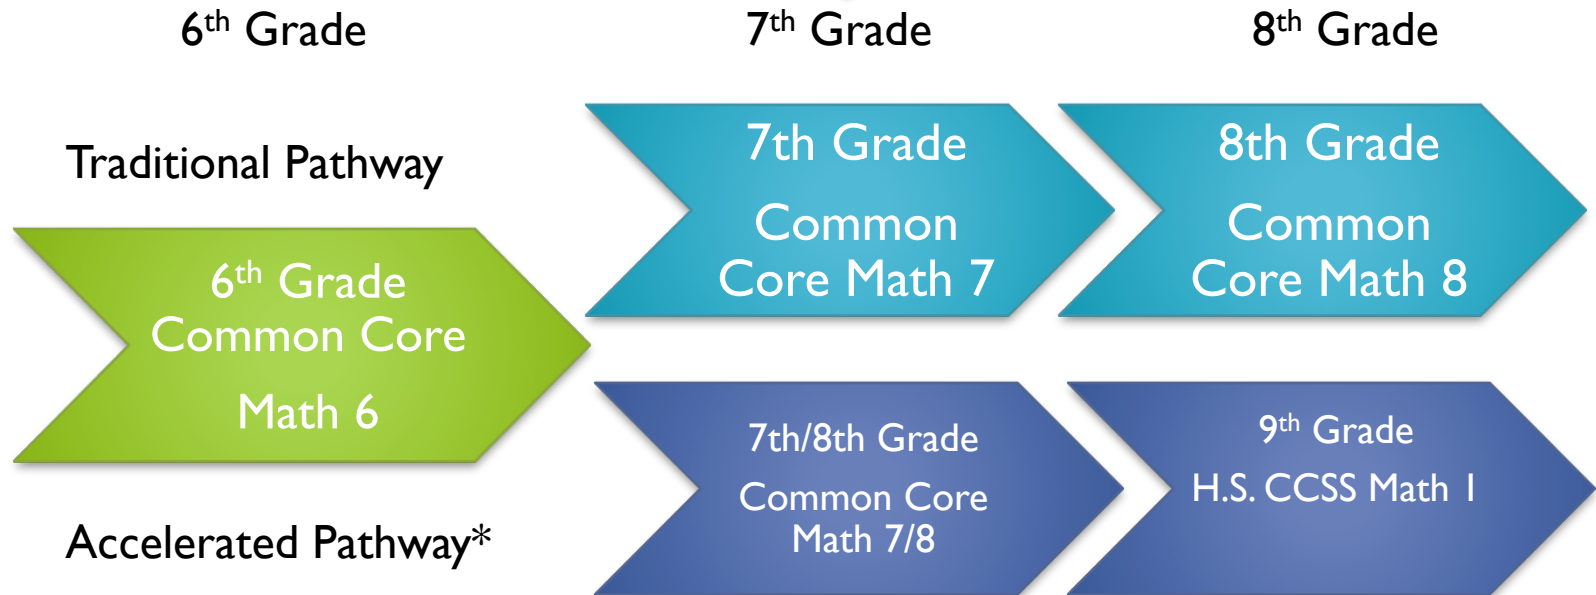 6th Grade
7th Grade
8th Grade
Traditional Pathway
6th Grade
Common Core
Math 6
7th Grade
Common
Core Math 7
8th Grade
Common
Core Math 8
Accelerated Pathway*
7th/8th Grade
Common Core
Math 7/8
9th Grade
H.S. CCSS Math 1